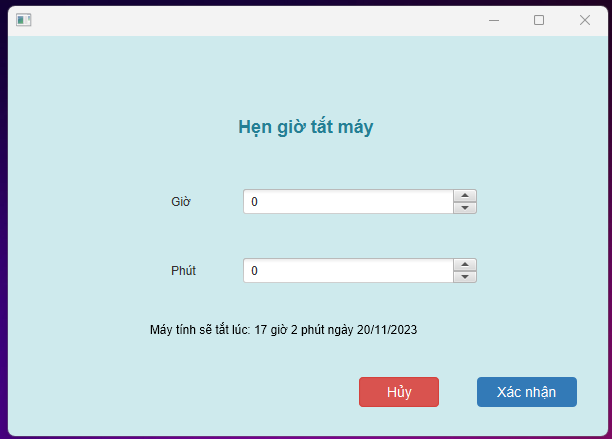 Hẹn giờ tắt máy
Giờ
0
Phút
0
Máy tính sẽ tắt lúc: 17 giờ 2 phút ngày 20/11/2023
Hủy
Xác nhận